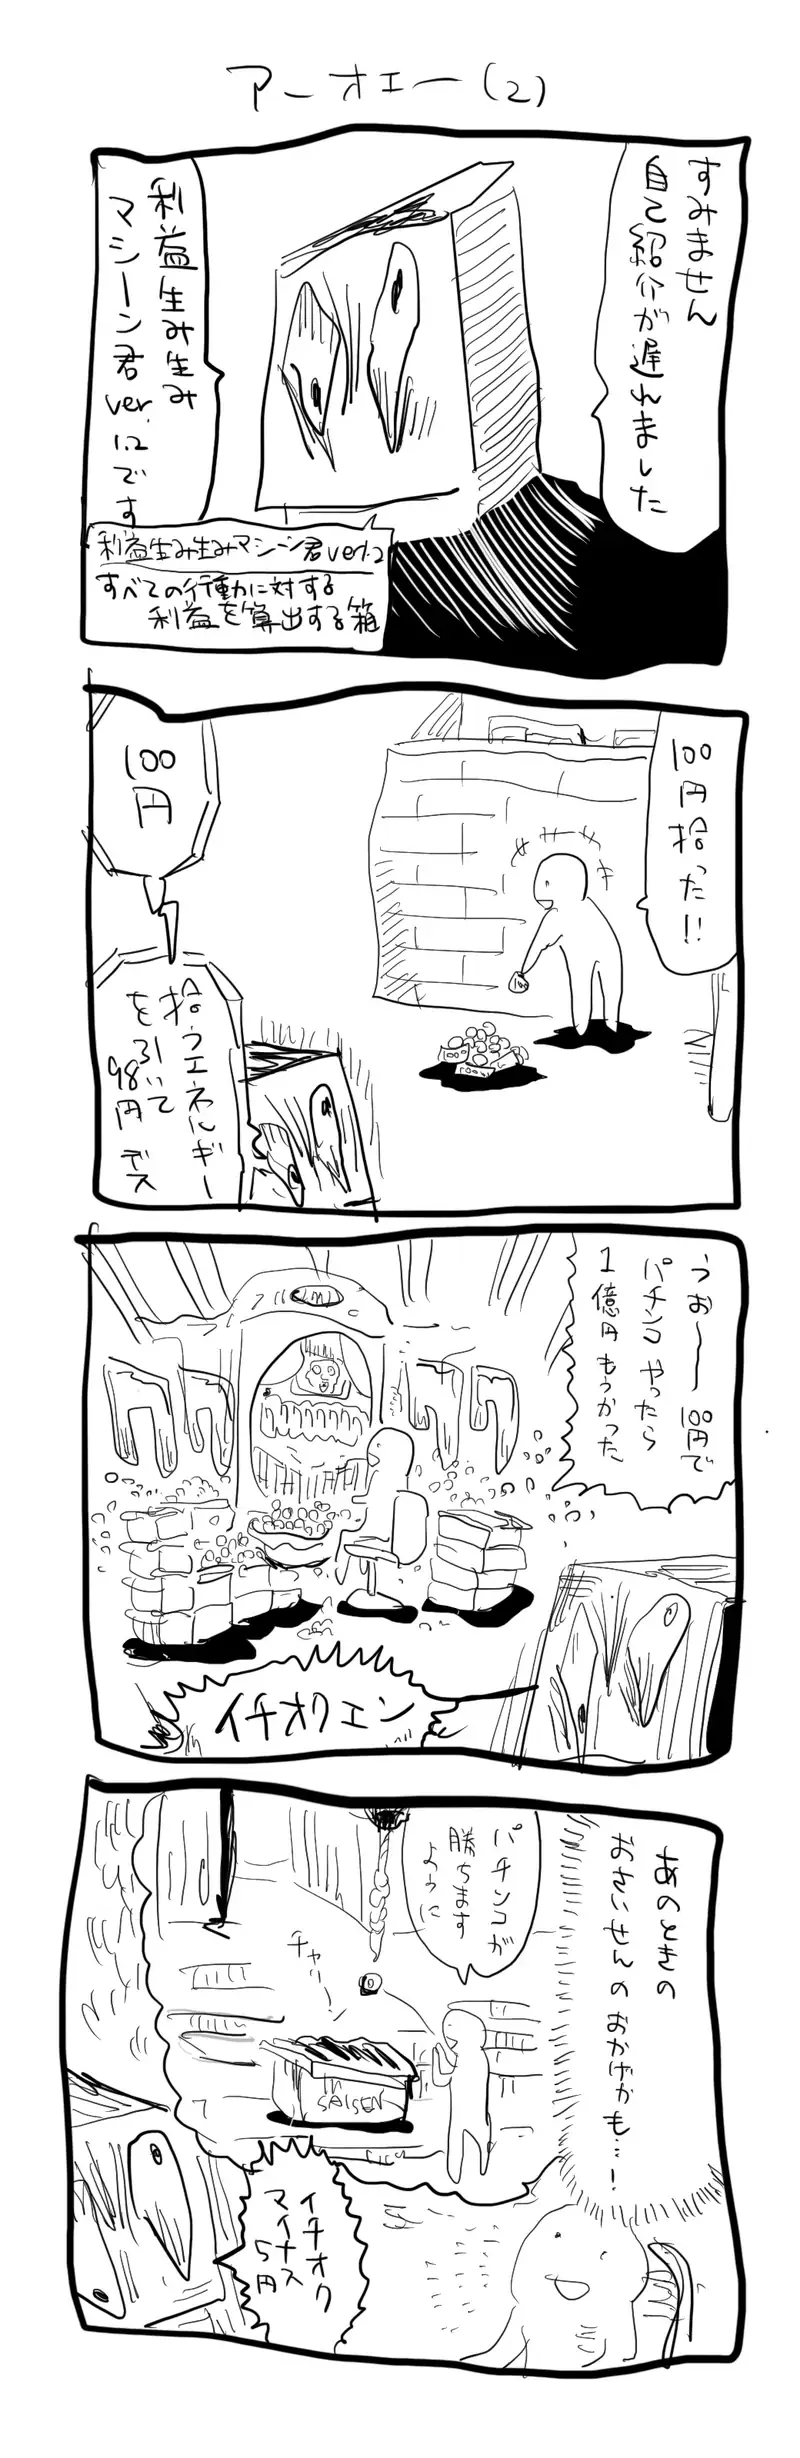 アーオエー(2)
すみません
自己紹介が遅れました
利益生み生み
マシーン君ver.1.2です
利益生み生みマシーン君ver1.2
すべての行動に対する
利益を算出する箱
100円拾った!!
100
100
100
100円
拾うエネルギー
を引いて
98円デス
うお〜〜100円で
パチンコやったら
1億円もうかった
イチオクエン
あのときの
おさいせんのおかげかも…!
パチンコが
勝ちます
ように
チャリーン
SAISEN
イチオク
マイナス
5円